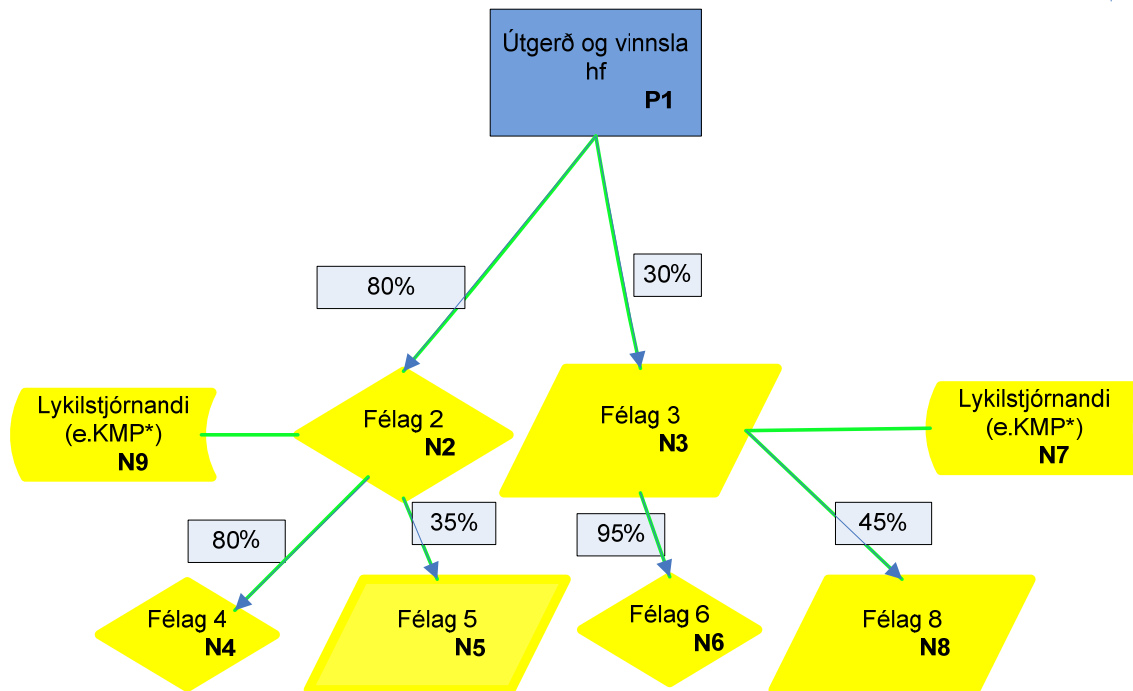 Útgerð og vinnsla
hf
P1
80%
30%
Lykilstjórnandi
(e.KMP*)
N9
Félag 2
N2
Félag 3
N3
Lykilstjórnandi
(e.KMP*)
N7
80%
35%
95%
45%
Félag 4
N4
Félag 5
N5
Félag 6
N6
Félag 8
N8